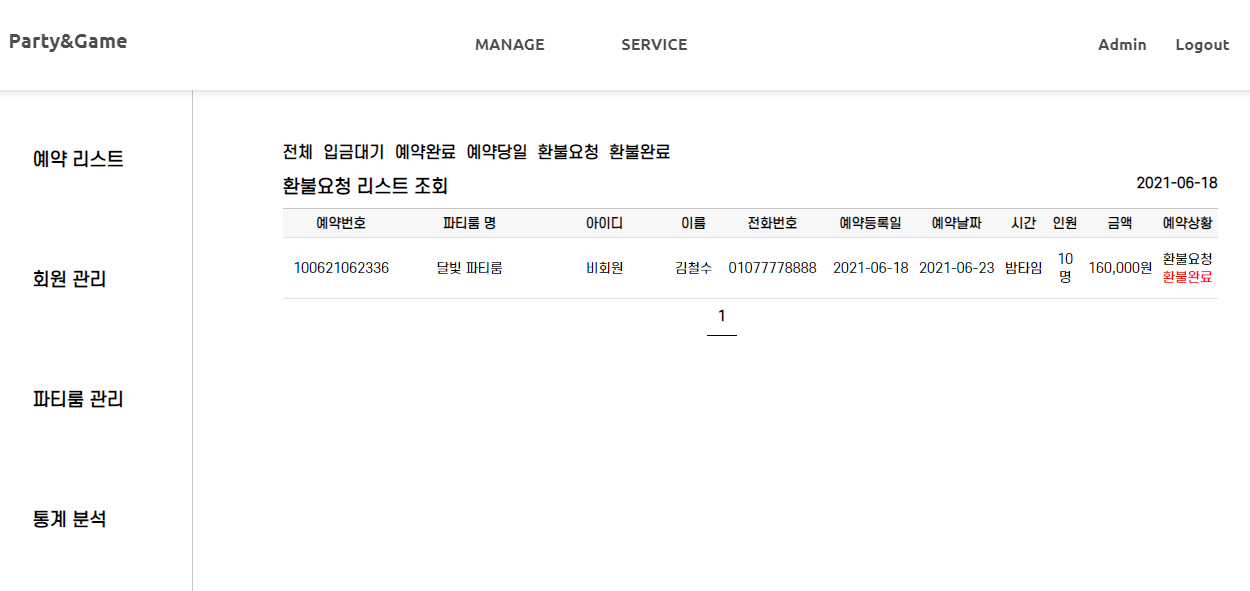 Party&Game MANAGE SERVICE Admin Logout
예약 리스트
회원 관리
파티룸 관리
통계 분석
전체 입금대기 예약완료 예약당일 환불요청 환불완료
환불요청 리스트 조회 2021-06-18
예약번호 파티룸 명 아이디 이름 전화번호 예약등록일 예약날짜 시간 인원 금액 예약상황
100621062336 달빛 파티룸 비회원 김철수 01077778888 2021-06-18 2021-06-23 밤타임 10명 160,000원 환불요청
환불완료
1